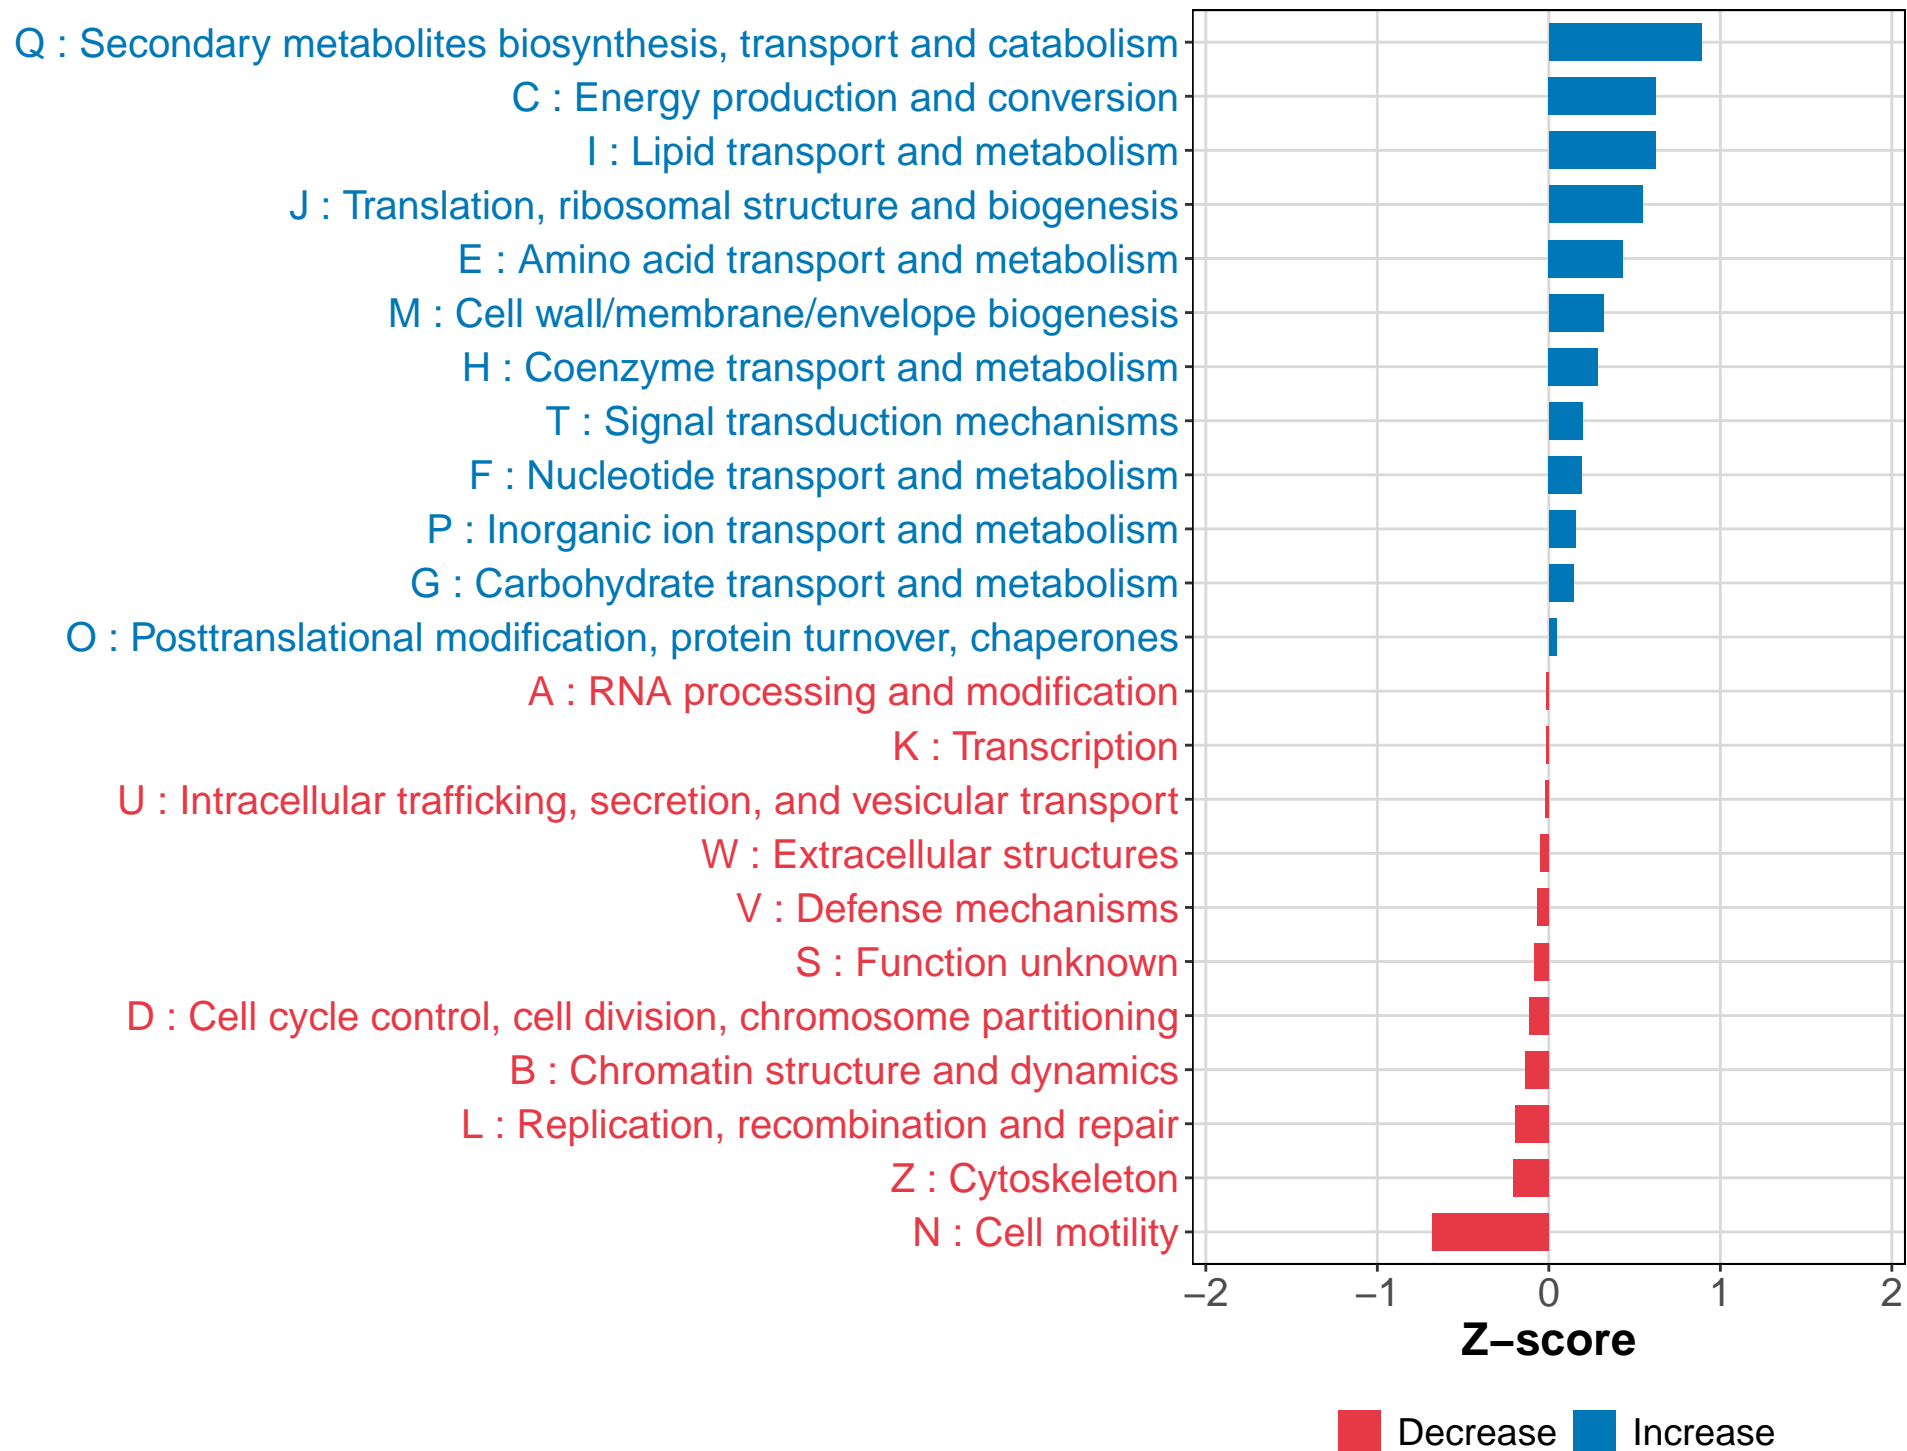 Q : Secondary metabolites biosynthesis, transport and catabolism
C : Energy production and conversion
I : Lipid transport and metabolism
J : Translation, ribosomal structure and biogenesis
E : Amino acid transport and metabolism
M : Cell wall/membrane/envelope biogenesis
H : Coenzyme transport and metabolism
T : Signal transduction mechanisms
F : Nucleotide transport and metabolism
P : Inorganic ion transport and metabolism
G : Carbohydrate transport and metabolism
O : Posttranslational modification, protein turnover, chaperones
A : RNA processing and modification
K : Transcription
U : Intracellular trafficking, secretion, and vesicular transport
W : Extracellular structures
V : Defense mechanisms
S : Function unknown
D : Cell cycle control, cell division, chromosome partitioning
B : Chromatin structure and dynamics
L : Replication, recombination and repair
Z : Cytoskeleton
N : Cell motility
−2 −1 0 1 2
Z−score
Decrease Increase